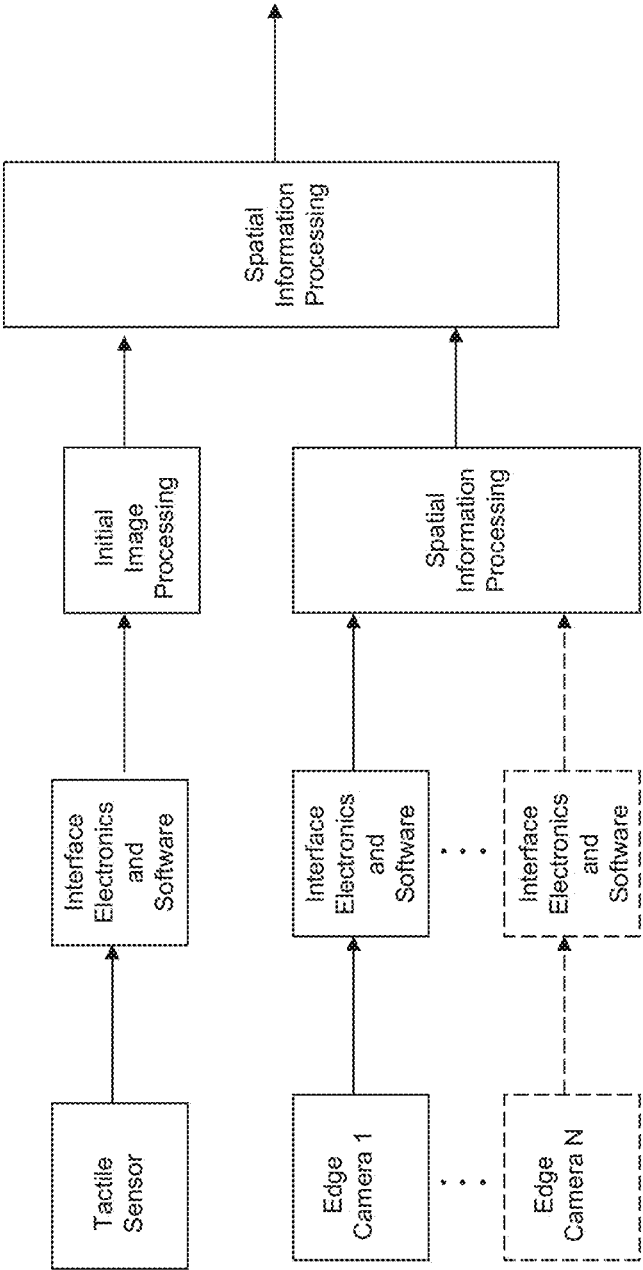 Tactile
Sensor
Interface
Electronics
and
Software
Initial
Image
Processing
Spatial
Information
Processing
Edge
Camera 1
Interface
Electronics
and
Software
Spatial
Information
Processing
Edge
Camera N
Interface
Electronics
and
Software